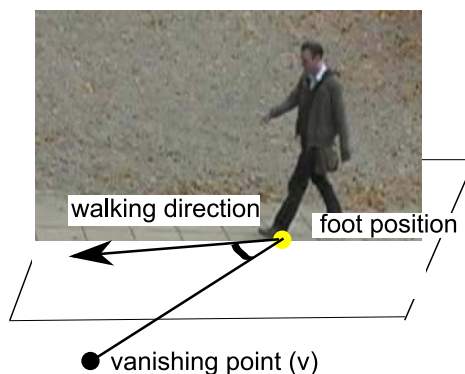 walking direction
foot position
vanishing point (v)